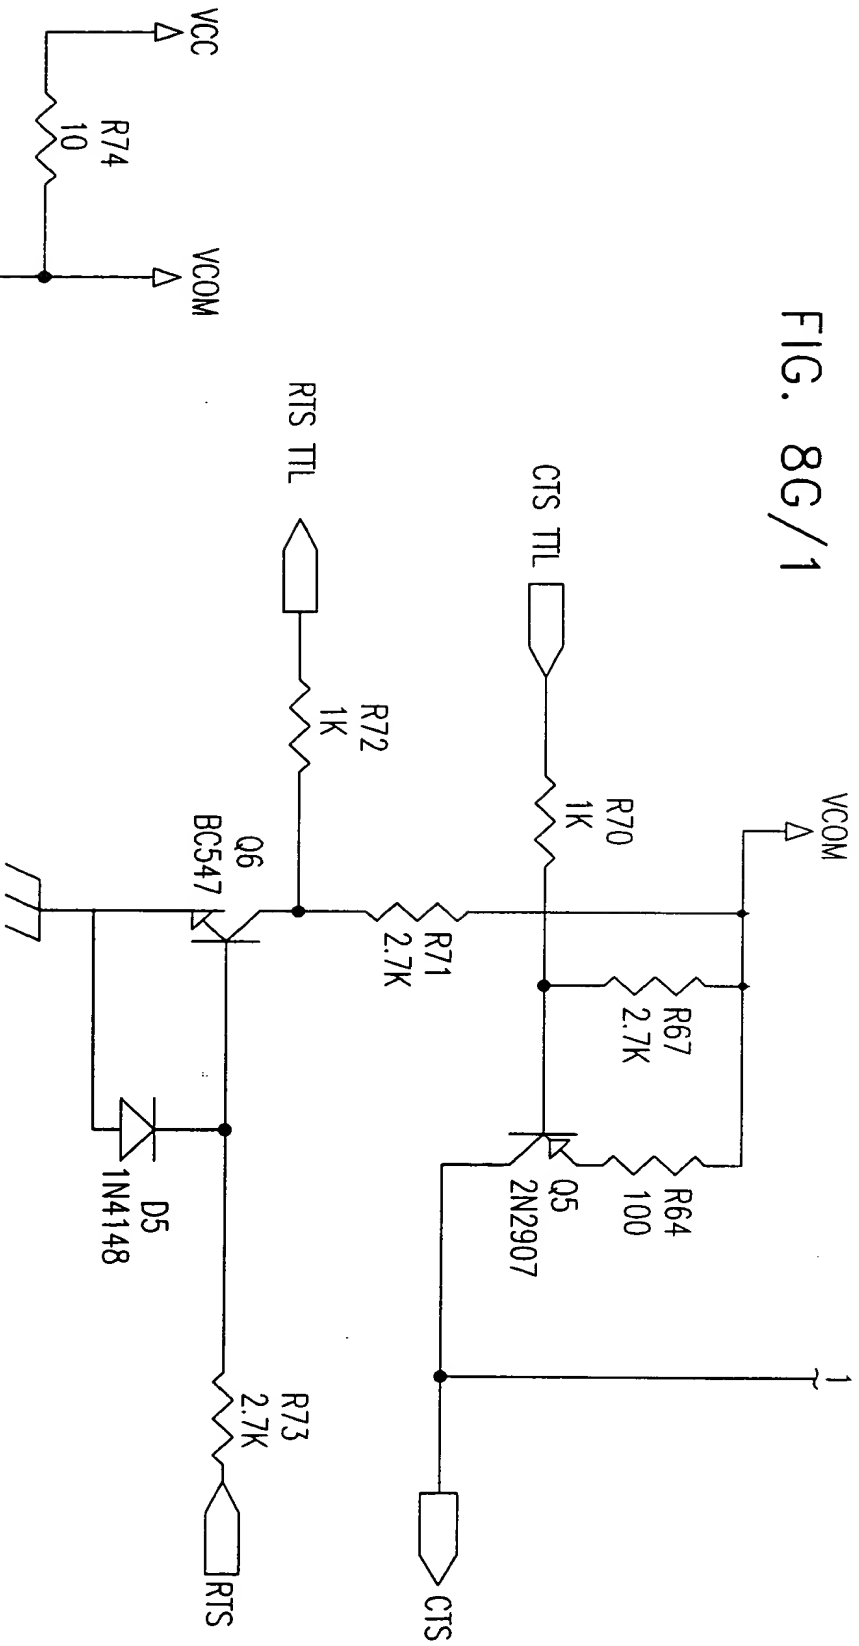 FIG. 8G/1
VCC
R74
10
VCOM
VCOM
CTS TTL
R70
1K
R67
2.7K
R64
100
Q5
2N2907
1
CTS
RTS TTL
R72
1K
R71
2.7K
Q6
BC547
D5
1N4148
R73
2.7K
RTS